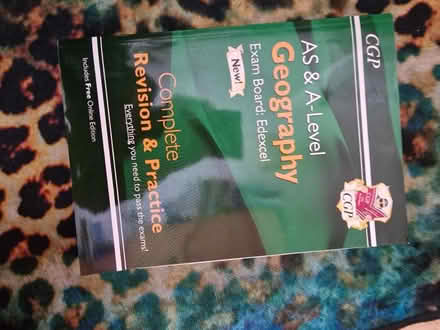 CGP
AS & A-Level
Geography
Exam Board: Edexcel
New!
CGP
Complete
Revision & Practice
Everything you need to pass the exams!
Includes Free Online Edition